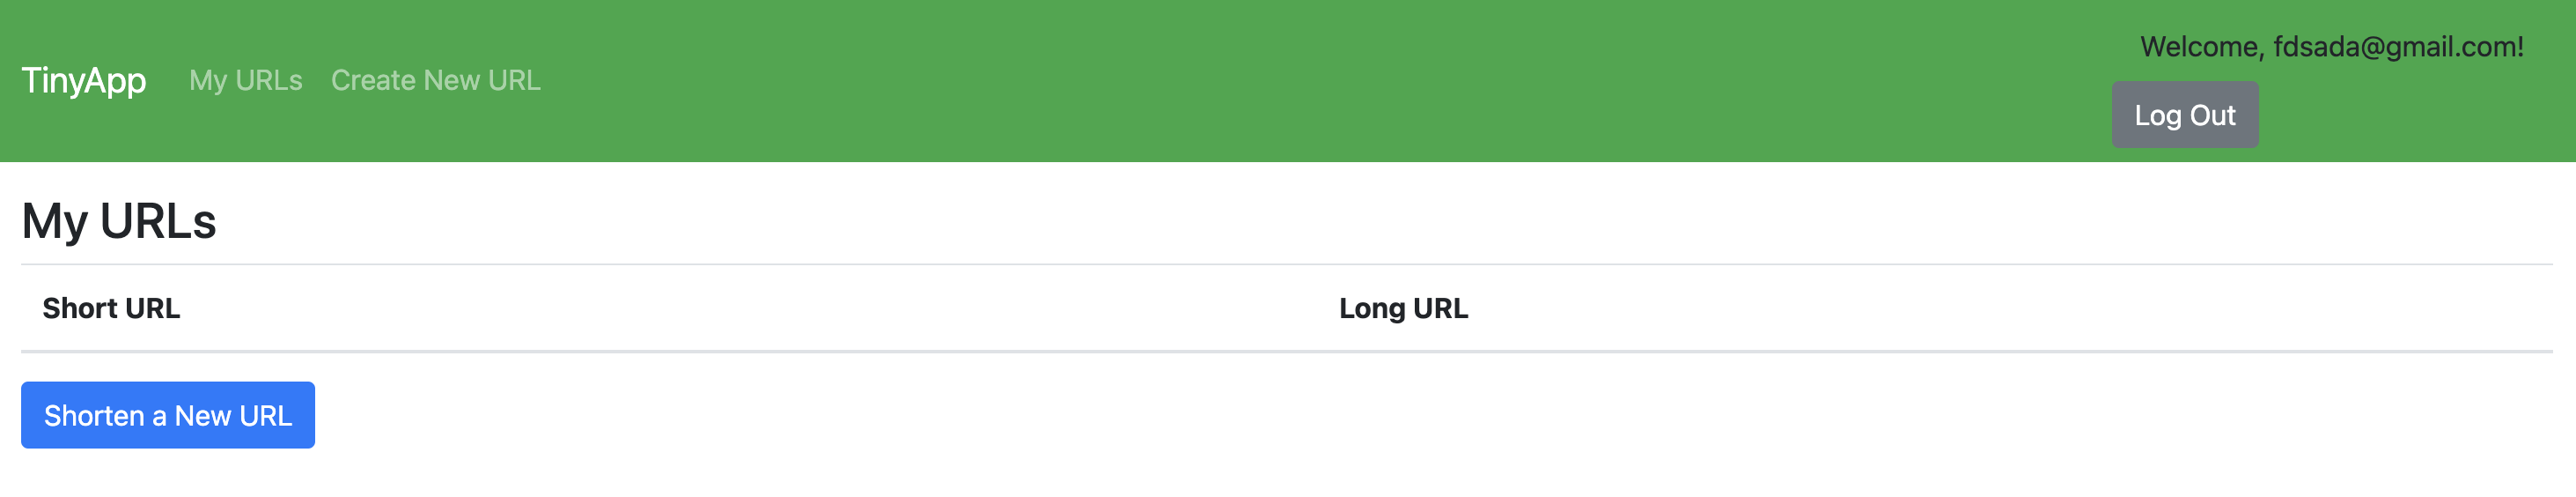 TinyApp My URLs Create New URL
Welcome, fdsada@gmail.com!
Log Out
My URLs
Short URL Long URL
Shorten a New URL